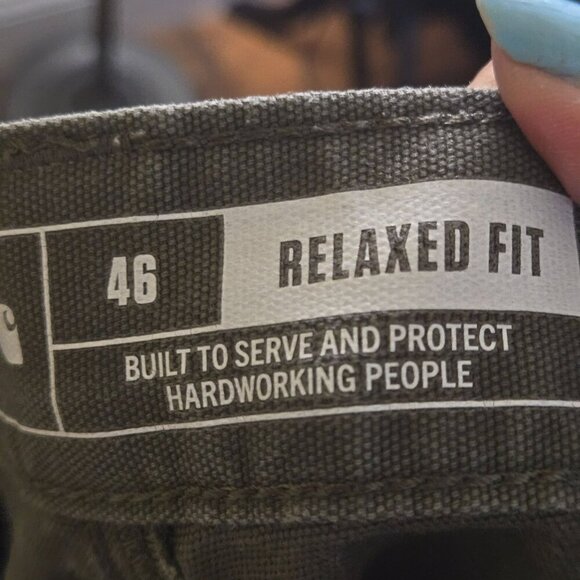 46
RELAXED FIT
BUILT TO SERVE AND PROTECT
HARDWORKING PEOPLE